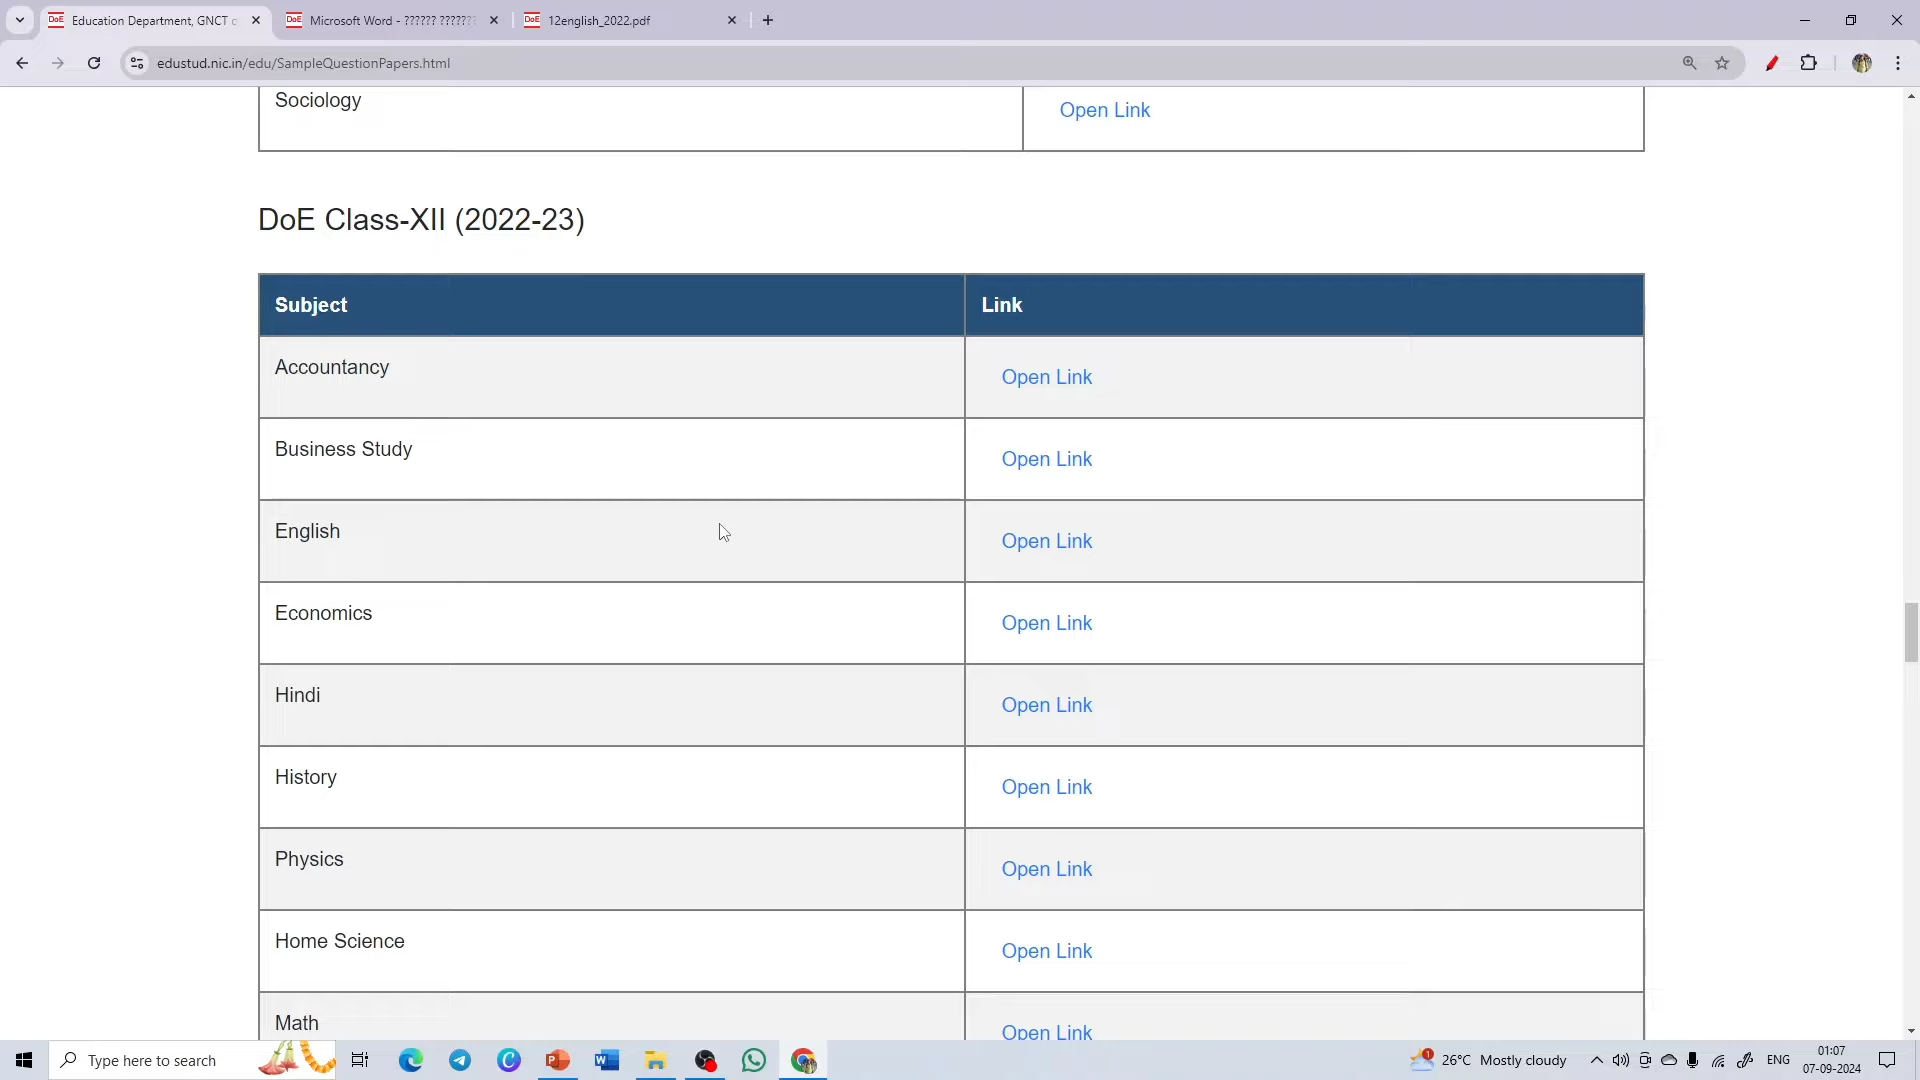 Education Department, GNCT o
Microsoft Word - ?????? ???????
12english_2022.pdf
edustud.nic.in/edu/SampleQuestionPapers.html
Sociology Open Link
DoE Class-XII (2022-23)
Subject Link
Accountancy Open Link
Business Study Open Link
English Open Link
Economics Open Link
Hindi Open Link
History Open Link
Physics Open Link
Home Science Open Link
Math Open Link
Type here to search
26°C Mostly cloudy
ENG
01:07
07-09-2024